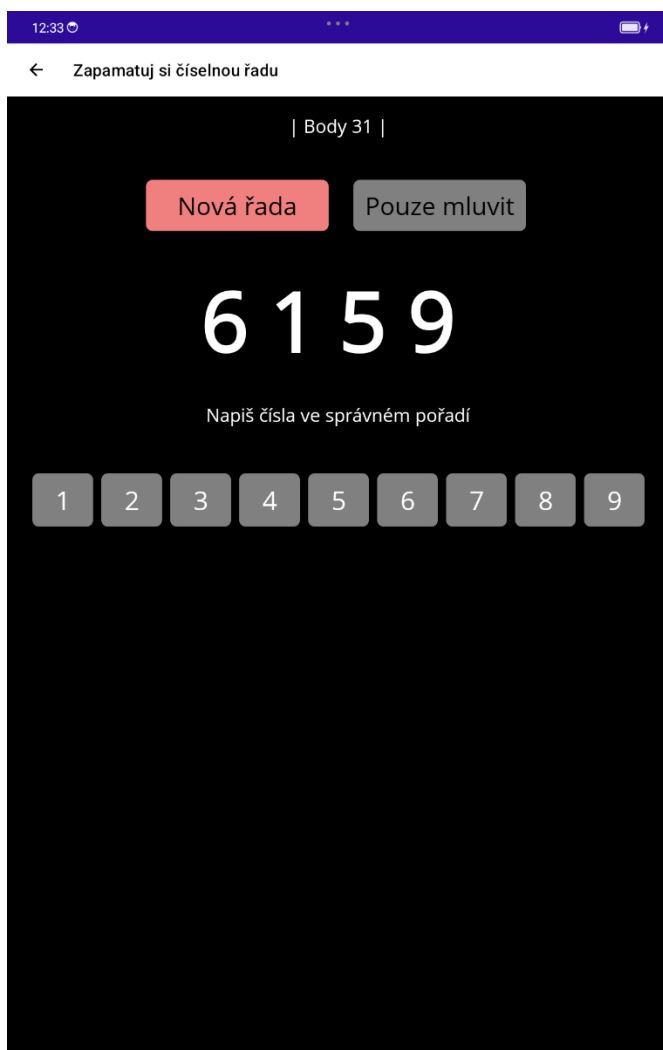 12:33
Zapamatuj si číselnou řadu
| Body 31 |
Nová řada Pouze mluvit
6 1 5 9
Napiš čísla ve správném pořadí
1 2 3 4 5 6 7 8 9